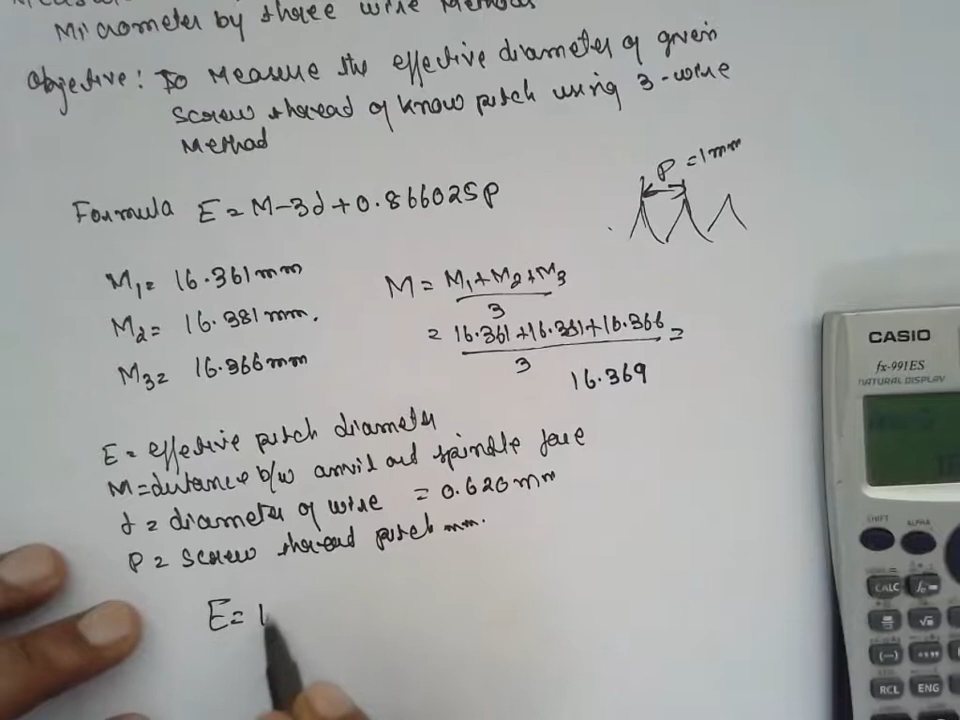 Micrometer by three wire Method
Objective: To Measure the effective diameter of given
screw thread of know pitch using 3-wire
Method
P = 1mm
Formula E = M-3d+0.866025P
M1= 16.361mm
M2= 16.381mm.
M3= 16.366mm
M = M1+M2+M3
3
= 16.361+16.381+16.366 =
3
16.369
E = effective pitch diameter
M = distance b/w anvil and spindle face
d = diameter of wire = 0.620mm
P = Screw thread pitch mm.
E= 1
CASIO
fx-991ES
NATURAL DISPLAY
SHIFT
ALPHA
CALC
RCL
ENG